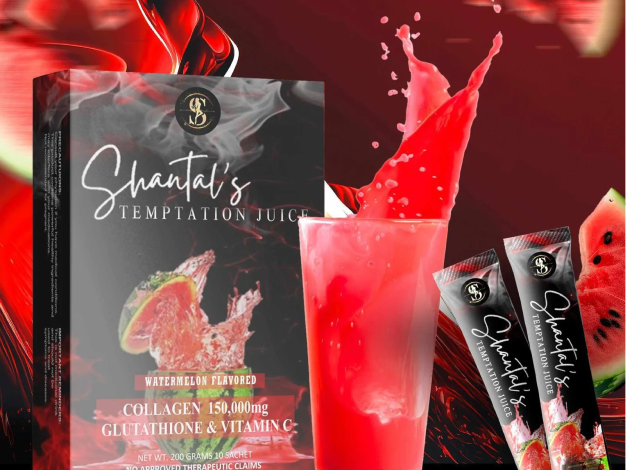 S
Shantal's
TEMPTATION JUICE
WATERMELON FLAVORED
COLLAGEN 150,000mg
GLUTATHIONE & VITAMIN C
NET WT. 200 GRAMS 10 SACHET
NO APPROVED THERAPEUTIC CLAIMS
PRECAUTIONS:
S
Shantal's
TEMPTATION JUICE
S
Shantal's
TEMPTATION JUICE